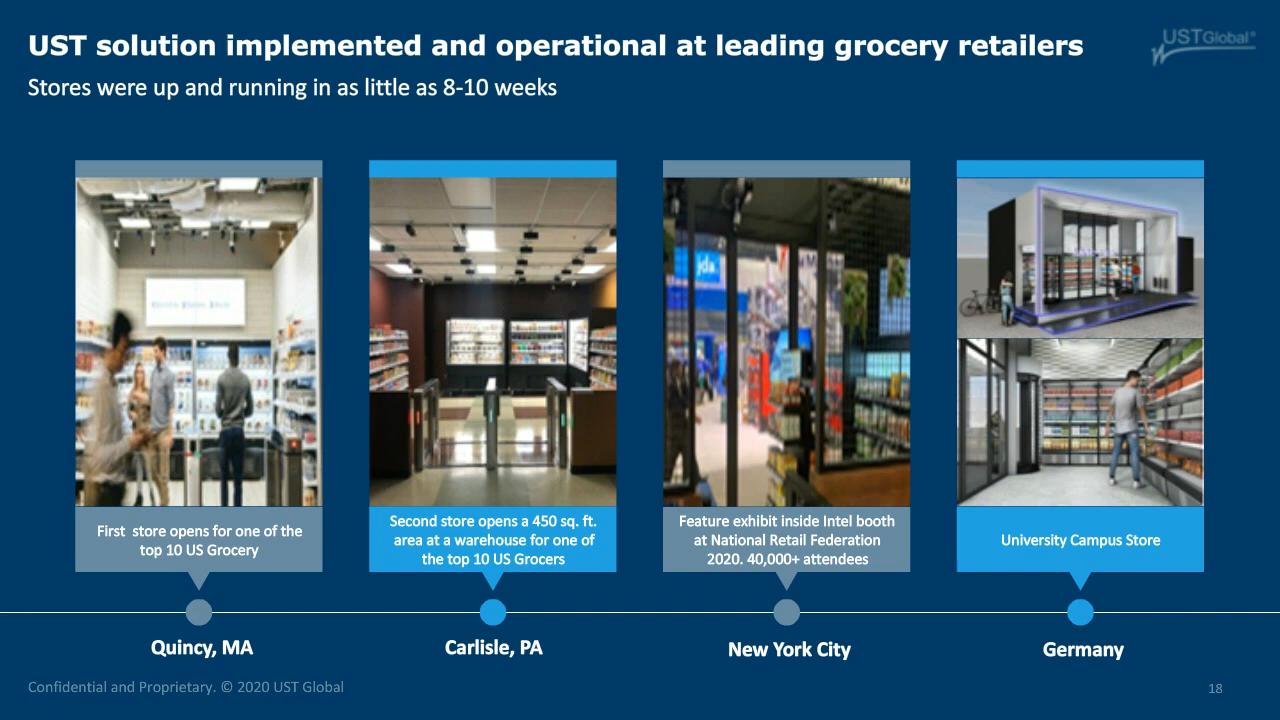 UST solution implemented and operational at leading grocery retailers
USTGlobal®
Stores were up and running in as little as 8-10 weeks
jda
First store opens for one of the
top 10 US Grocery
Second store opens a 450 sq. ft.
area at a warehouse for one of
the top 10 US Grocers
Feature exhibit inside Intel booth
at National Retail Federation
2020. 40,000+ attendees
University Campus Store
Quincy, MA
Carlisle, PA
New York City
Germany
Confidential and Proprietary. © 2020 UST Global
18